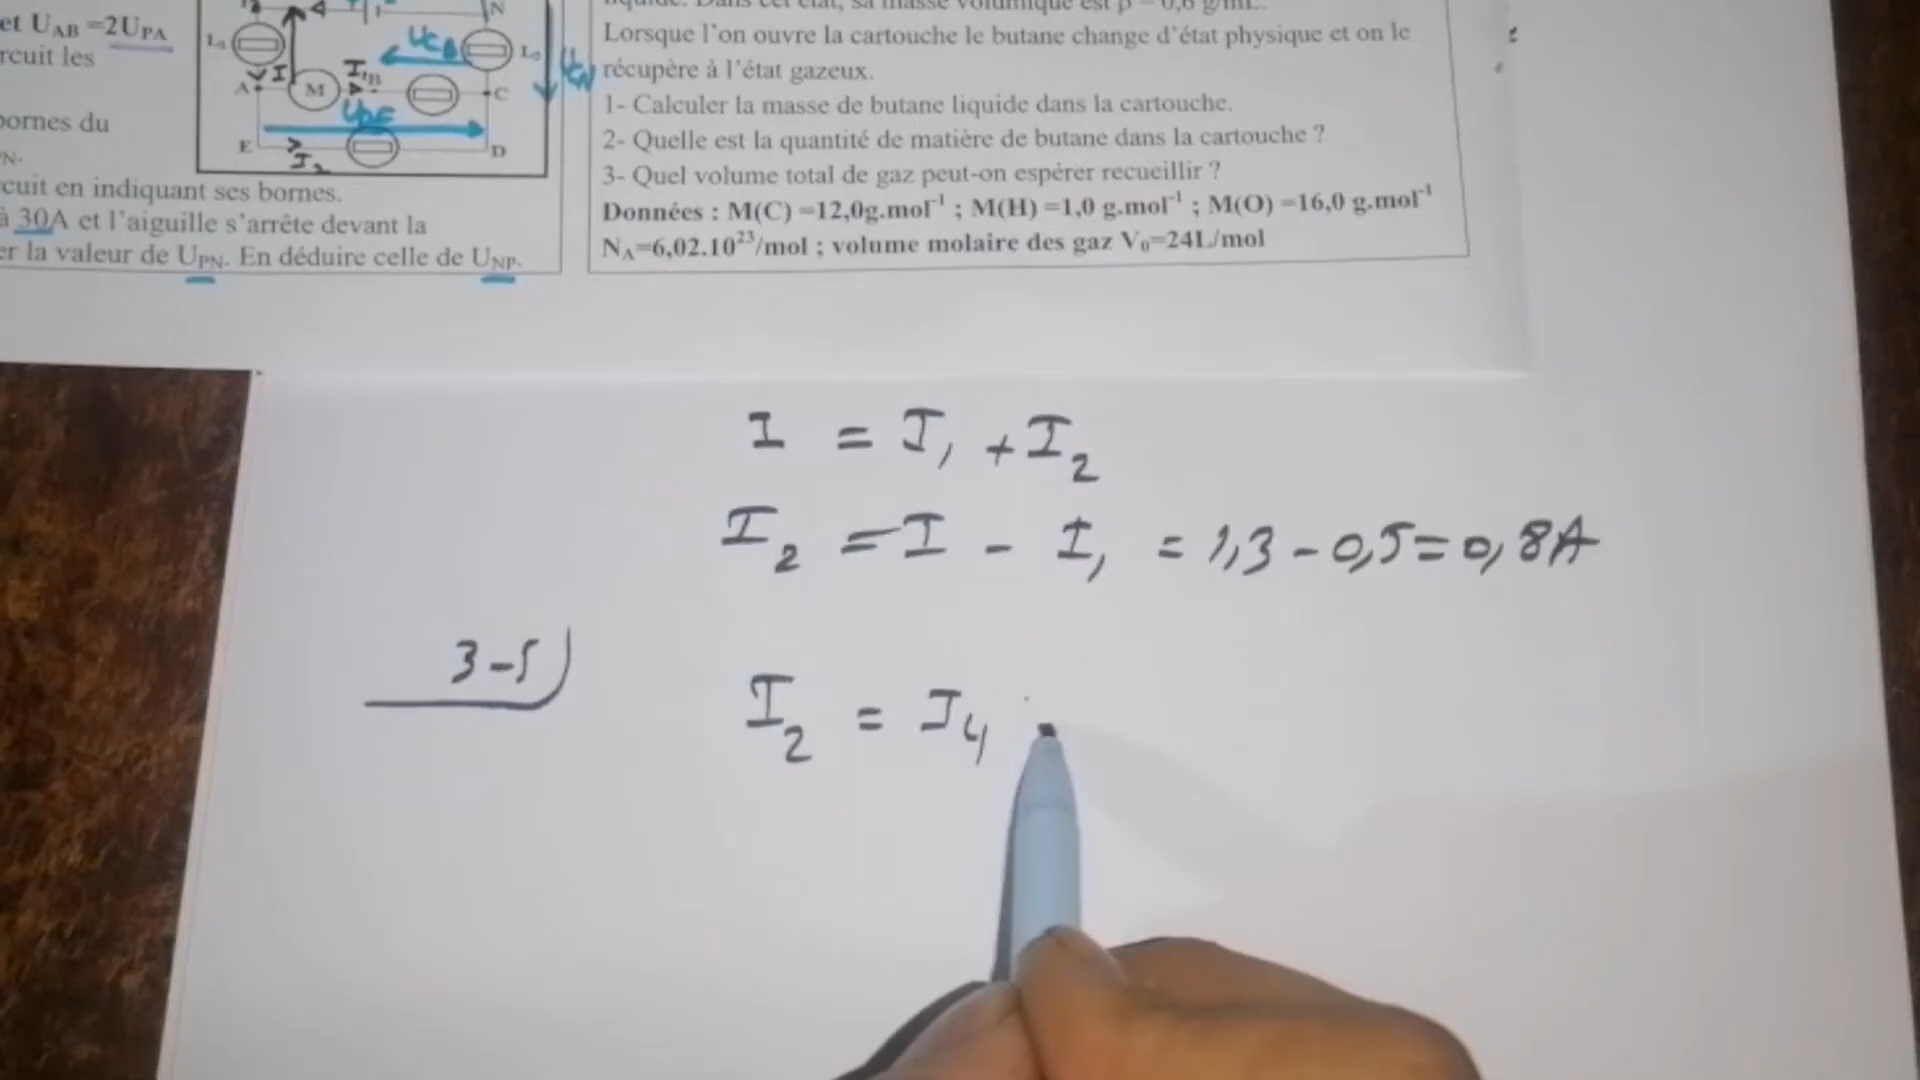 et UAB =2UPA
rcuit les
bornes du
N.
rcuit en indiquant ses bornes.
à 30A et l'aiguille s'arrête devant la
er la valeur de UPN. En déduire celle de UNP.
N
UCB
I
A
M
I1
B
C
UDE
E
I2
D
UCN
Lorsque l'on ouvre la cartouche le butane change d'état physique et on le
récupère à l'état gazeux.
1- Calculer la masse de butane liquide dans la cartouche.
2- Quelle est la quantité de matière de butane dans la cartouche ?
3- Quel volume total de gaz peut-on espérer recueillir ?
Données : M(C) =12,0g.mol⁻¹ ; M(H) =1,0 g.mol⁻¹ ; M(O) =16,0 g.mol⁻¹
NA=6,02.10²³/mol ; volume molaire des gaz V₀=24L/mol
I = I₁ + I₂
I₂ = I - I₁ = 1,3 - 0,5 = 0,8A
3-5)
I₂ = I₄